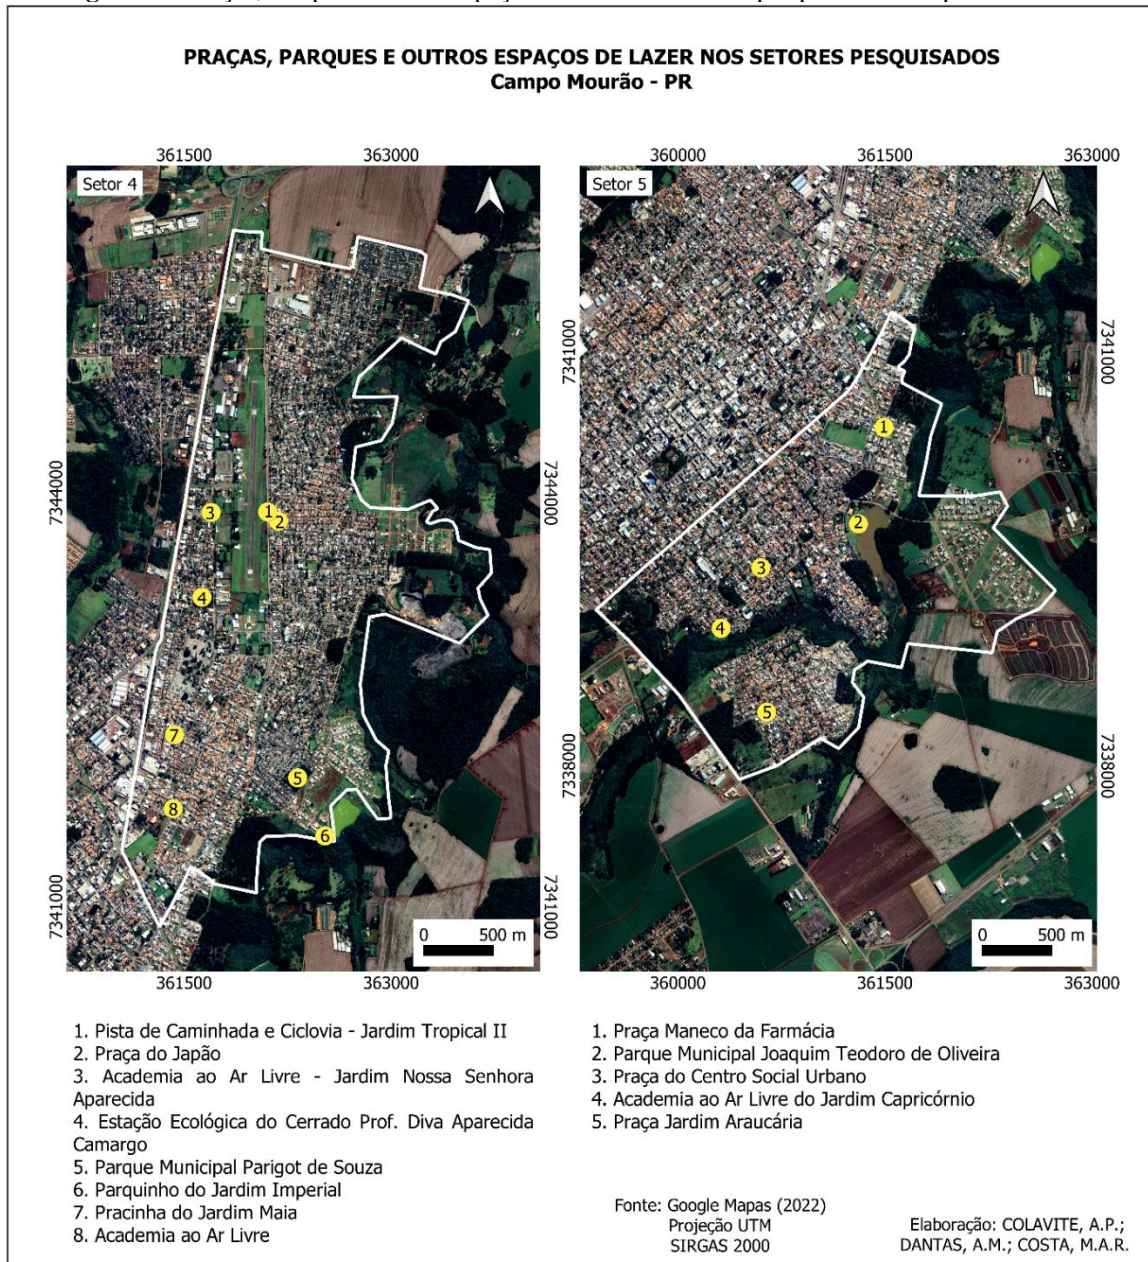 PRAÇAS, PARQUES E OUTROS ESPAÇOS DE LAZER NOS SETORES PESQUISADOS
Campo Mourão - PR
361500
363000
Setor 4
7344000
7344000
7341000
7341000
1
2
3
4
5
6
7
8
0 500 m
361500
363000
360000
361500
363000
Setor 5
7341000
7341000
7338000
7338000
1
2
3
4
5
0 500 m
360000
361500
363000
1. Pista de Caminhada e Ciclovia - Jardim Tropical II
2. Praça do Japão
3. Academia ao Ar Livre - Jardim Nossa Senhora
Aparecida
4. Estação Ecológica do Cerrado Prof. Diva Aparecida
Camargo
5. Parque Municipal Parigot de Souza
6. Parquinho do Jardim Imperial
7. Pracinha do Jardim Maia
8. Academia ao Ar Livre
1. Praça Maneco da Farmácia
2. Parque Municipal Joaquim Teodoro de Oliveira
3. Praça do Centro Social Urbano
4. Academia ao Ar Livre do Jardim Capricórnio
5. Praça Jardim Araucária
Fonte: Google Mapas (2022)
Projeção UTM
SIRGAS 2000
Elaboração: COLAVITE, A.P.;
DANTAS, A.M.; COSTA, M.A.R.